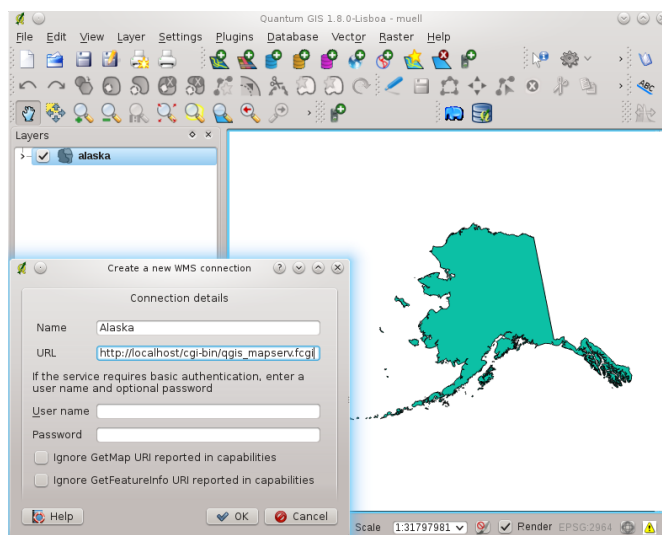 Quantum GIS 1.8.0-Lisboa - muell
File Edit View Layer Settings Plugins Database Vector Raster Help
ABC
Layers
alaska
Create a new WMS connection
Connection details
Name Alaska
URL http://localhost/cgi-bin/qgis_mapserv.fcgi
If the service requires basic authentication, enter a
user name and optional password
User name
Password
Ignore GetMap URI reported in capabilities
Ignore GetFeatureInfo URI reported in capabilities
Help OK Cancel
Scale 1:31797981 Render EPSG:2964